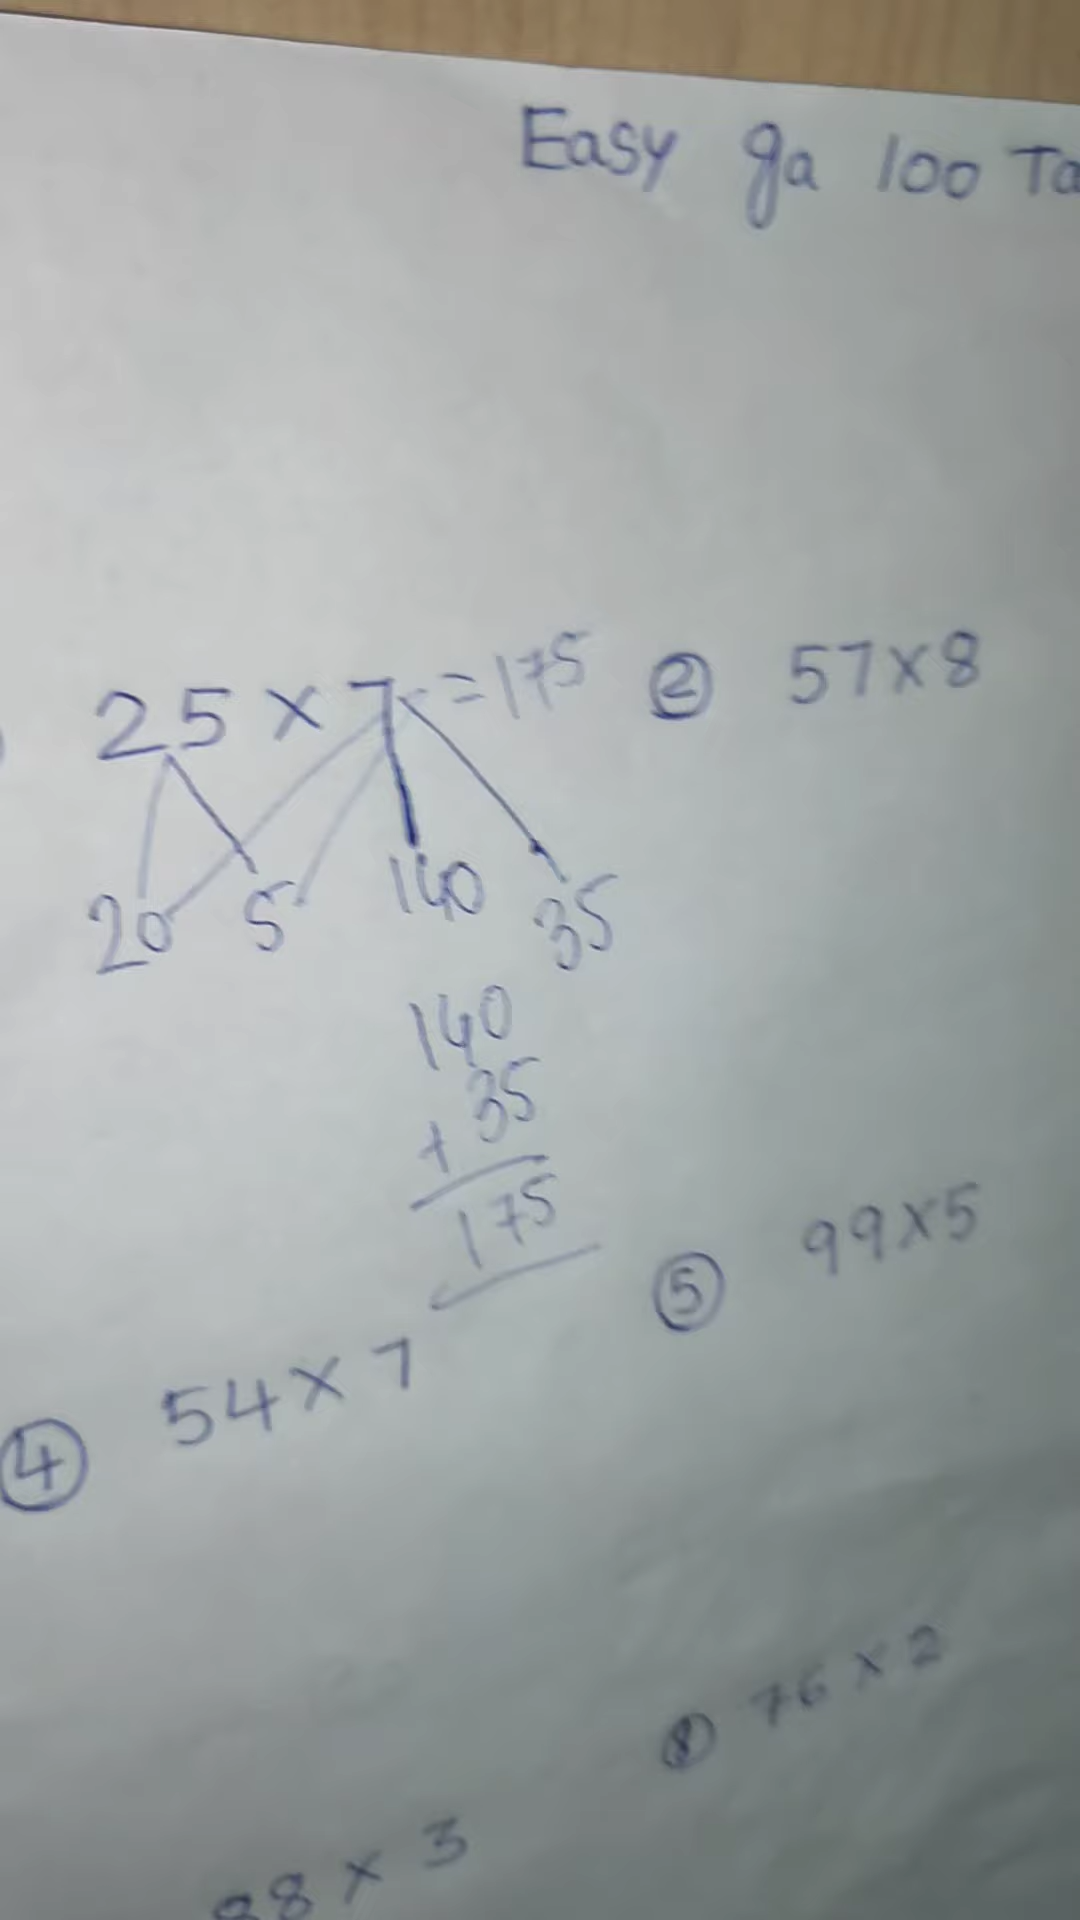 Easy ga 100 Ta
25 × 7 = 175
20 5 140 35
140
+ 35
175
② 57×8
④ 54×7
⑤ 99×5
⑧ 76×2
88 × 3